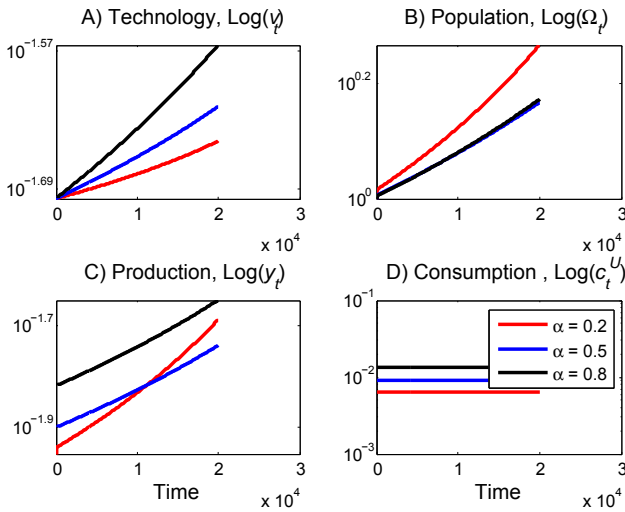 A) Technology, Log(v_t)
10^-1.57
10^-1.69
0 1 2 3
x 10^4
B) Population, Log(Ω_t)
10^0.2
10^0
0 1 2 3
x 10^4
C) Production, Log(y_t)
10^-1.7
10^-1.9
0 1 2 3
Time
x 10^4
D) Consumption , Log(c_t^U)
10^-1
10^-2
10^-3
α = 0.2
α = 0.5
α = 0.8
0 1 2 3
Time
x 10^4